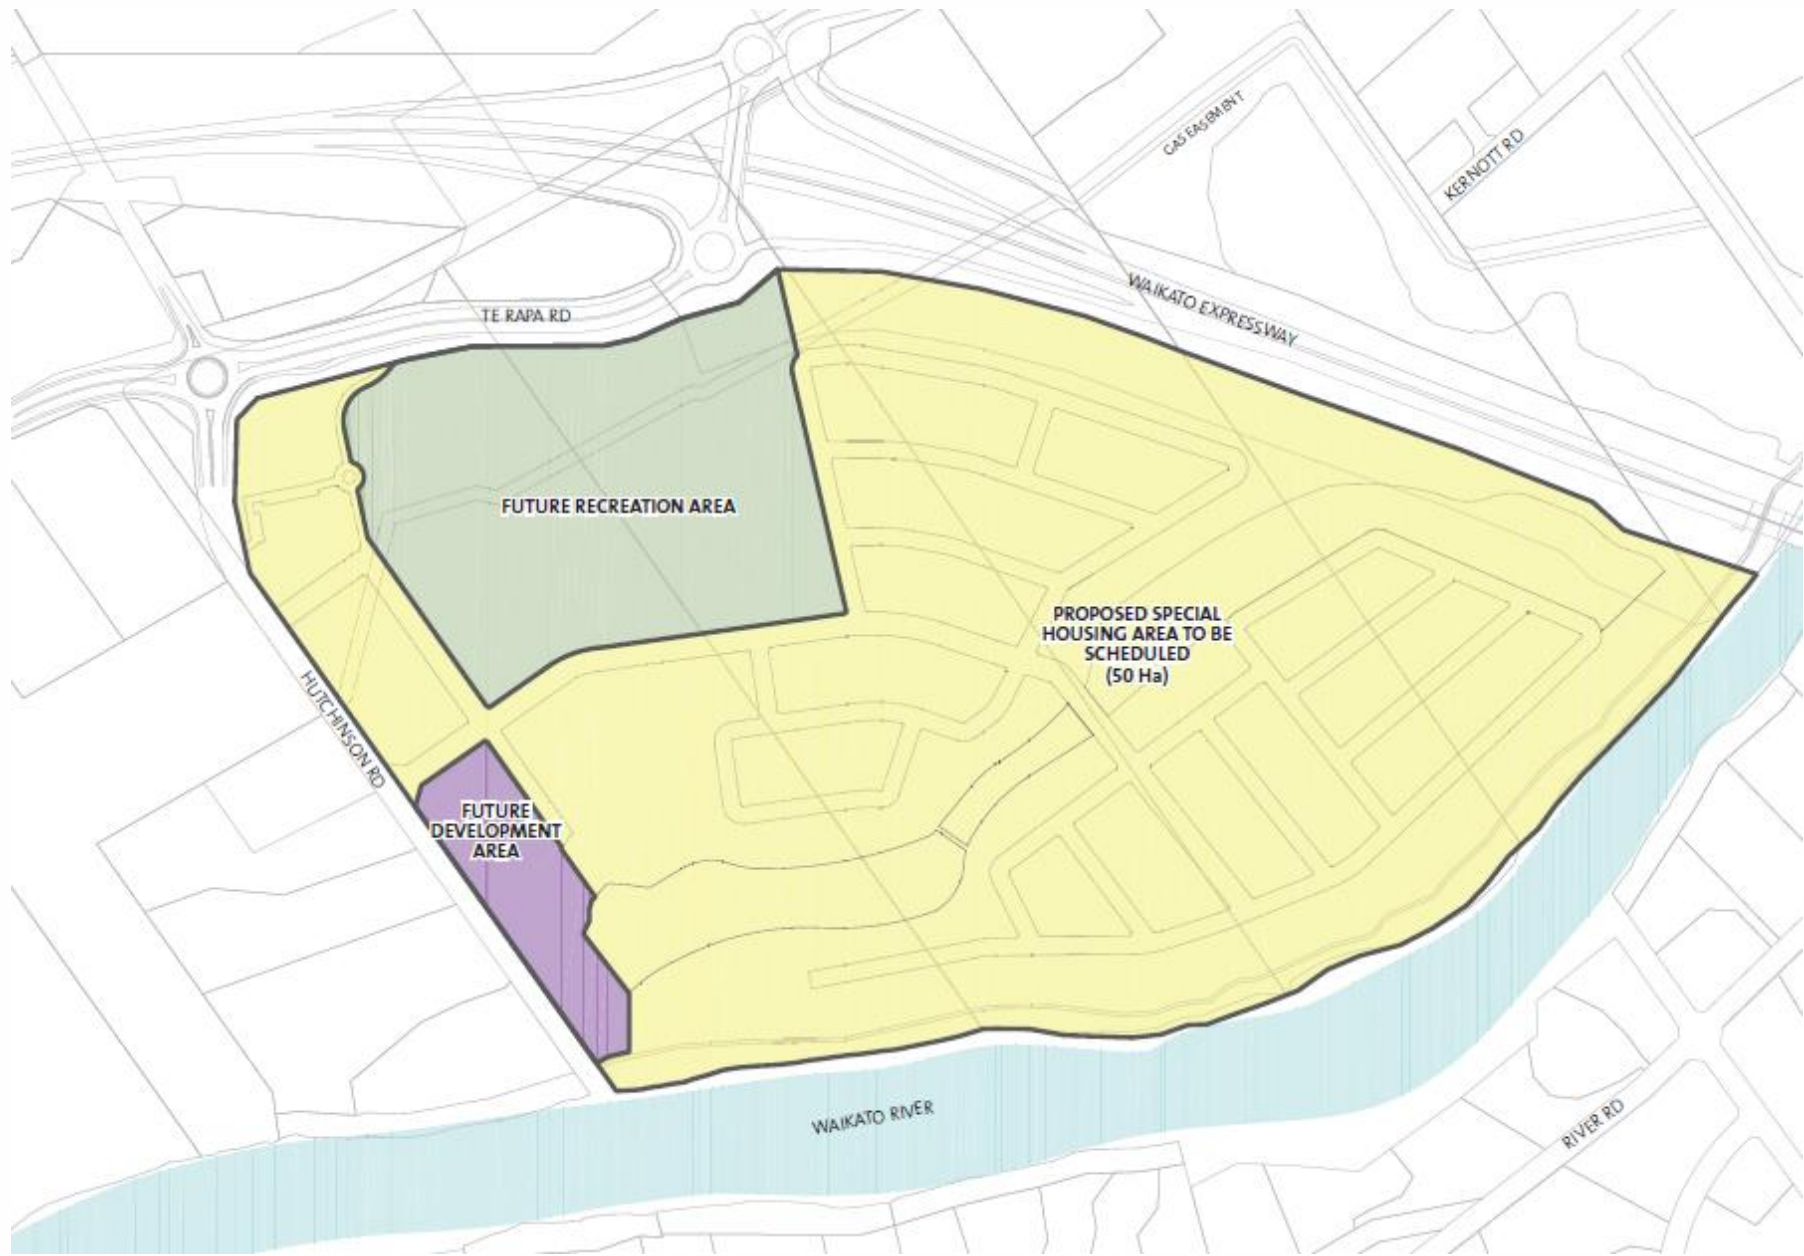 GAS EASEMENT
KERNOTT RD
WAIKATO EXPRESSWAY
TE RAPA RD
FUTURE RECREATION AREA
PROPOSED SPECIAL
HOUSING AREA TO BE
SCHEDULED
(50 Ha)
HUTCHINSON RD
FUTURE
DEVELOPMENT
AREA
WAIKATO RIVER
RIVER RD